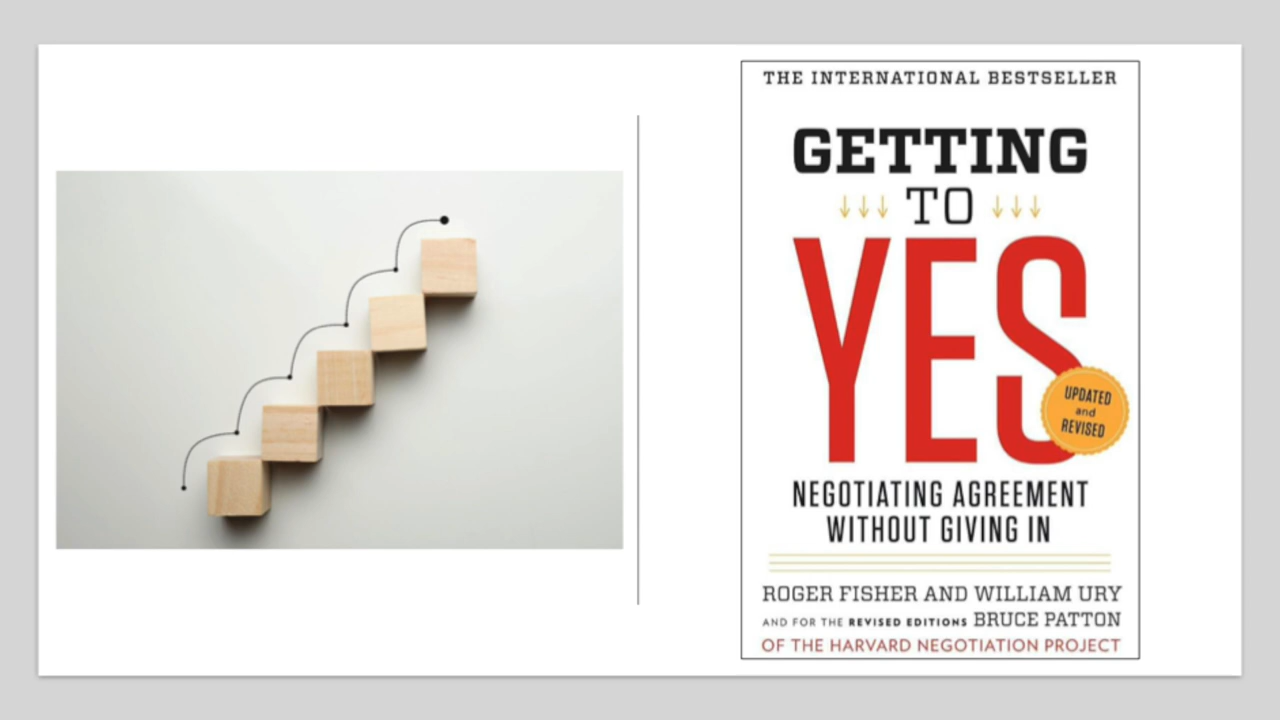 THE INTERNATIONAL BESTSELLER
GETTING
TO
YES
UPDATED
and
REVISED
NEGOTIATING AGREEMENT
WITHOUT GIVING IN
ROGER FISHER AND WILLIAM URY
AND FOR THE REVISED EDITIONS BRUCE PATTON
OF THE HARVARD NEGOTIATION PROJECT